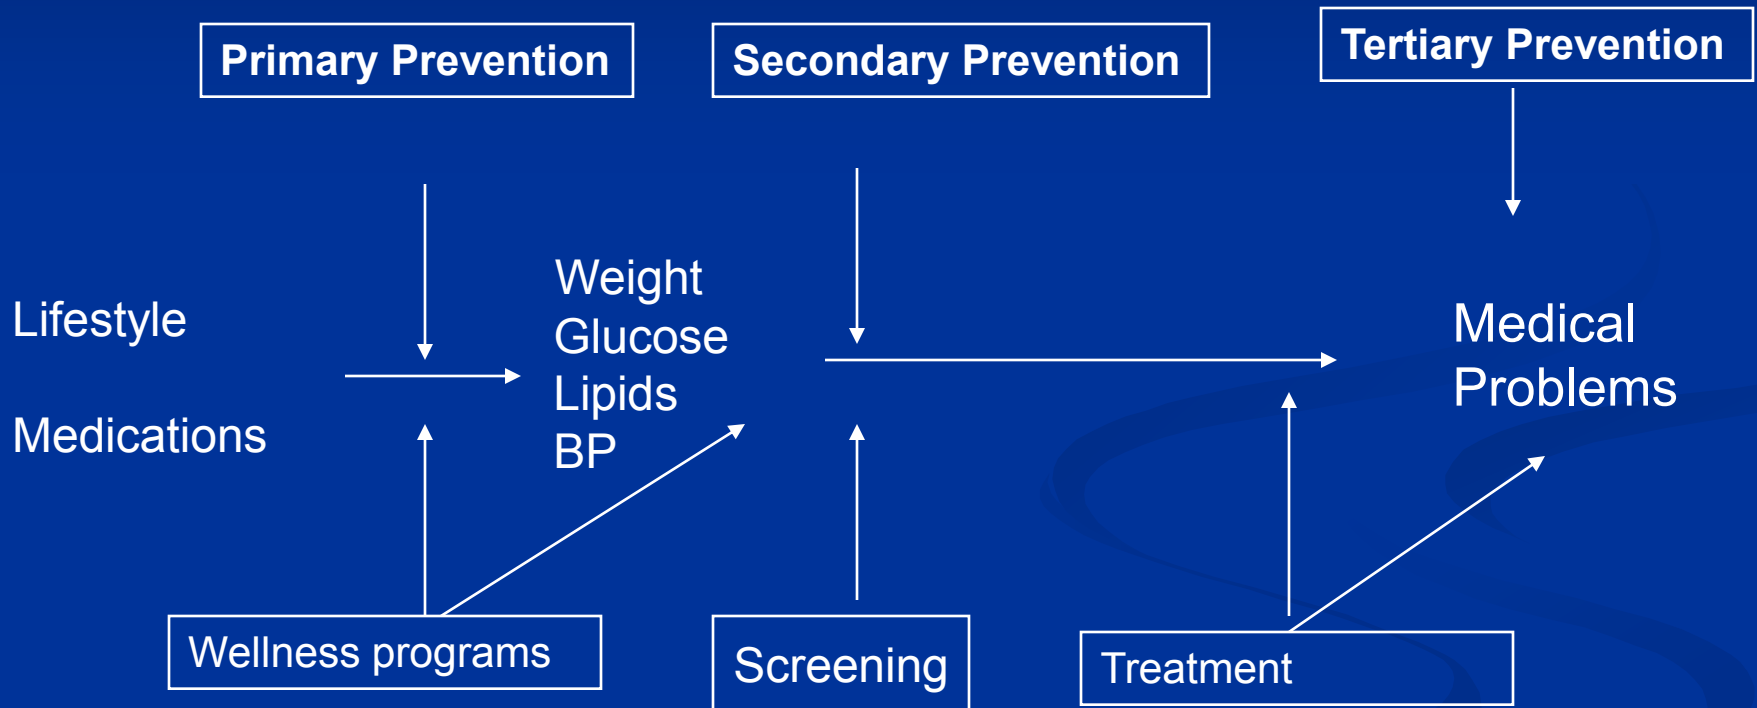 Primary Prevention
Secondary Prevention
Tertiary Prevention
Lifestyle
Medications
Weight
Glucose
Lipids
BP
Medical
Problems
Wellness programs
Screening
Treatment